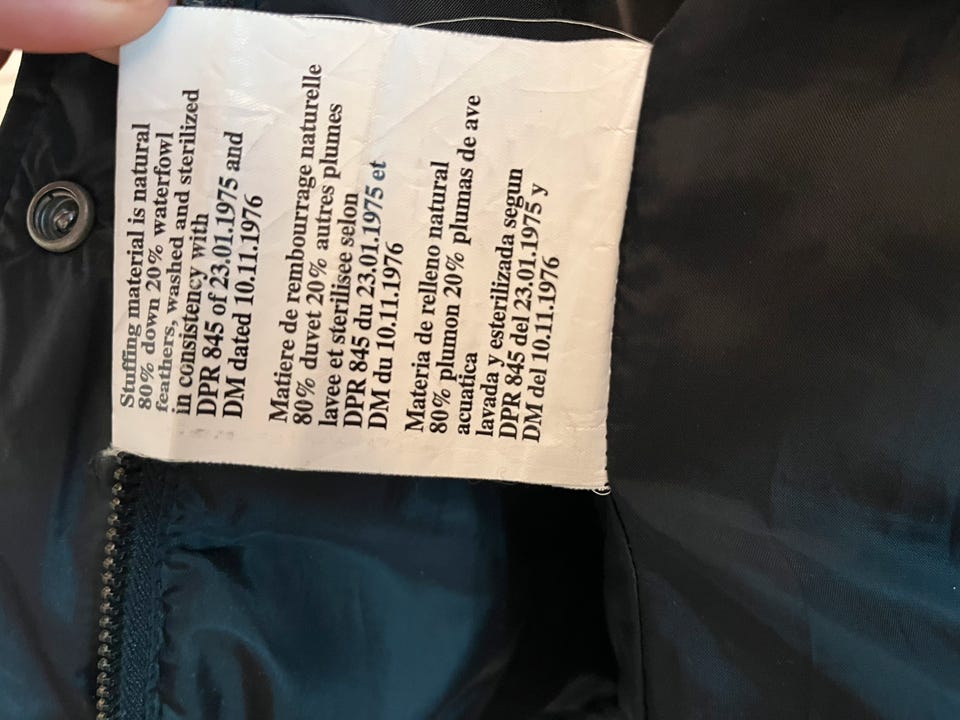 Stuffing material is natural
80% down 20% waterfowl
feathers, washed and sterilized
in consistency with
DPR 845 of 23.01.1975 and
DM dated 10.11.1976
Matiere de rembourrage naturelle
80% duvet 20% autres plumes
lavee et sterilisee selon
DPR 845 du 23.01.1975 et
DM du 10.11.1976
Materia de relleno natural
80% plumon 20% plumas de ave
acuatica
lavada y esterilizada segun
DPR 845 del 23.01.1975 y
DM del 10.11.1976